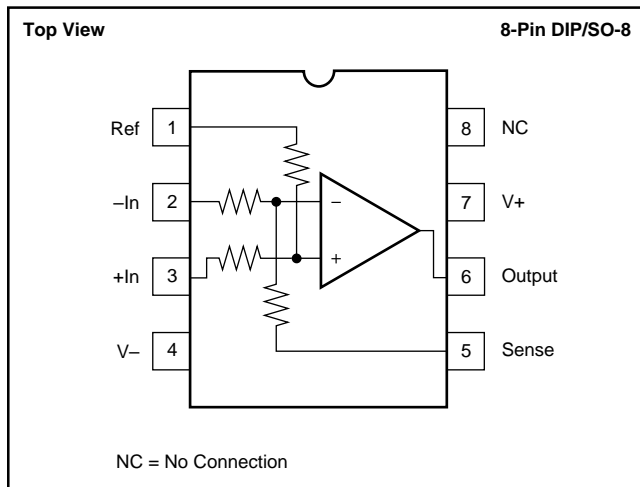 Top View 8-Pin DIP/SO-8
Ref 1 8 NC
–In 2 – 7 V+
+In 3 + 6 Output
V– 4 5 Sense
NC = No Connection